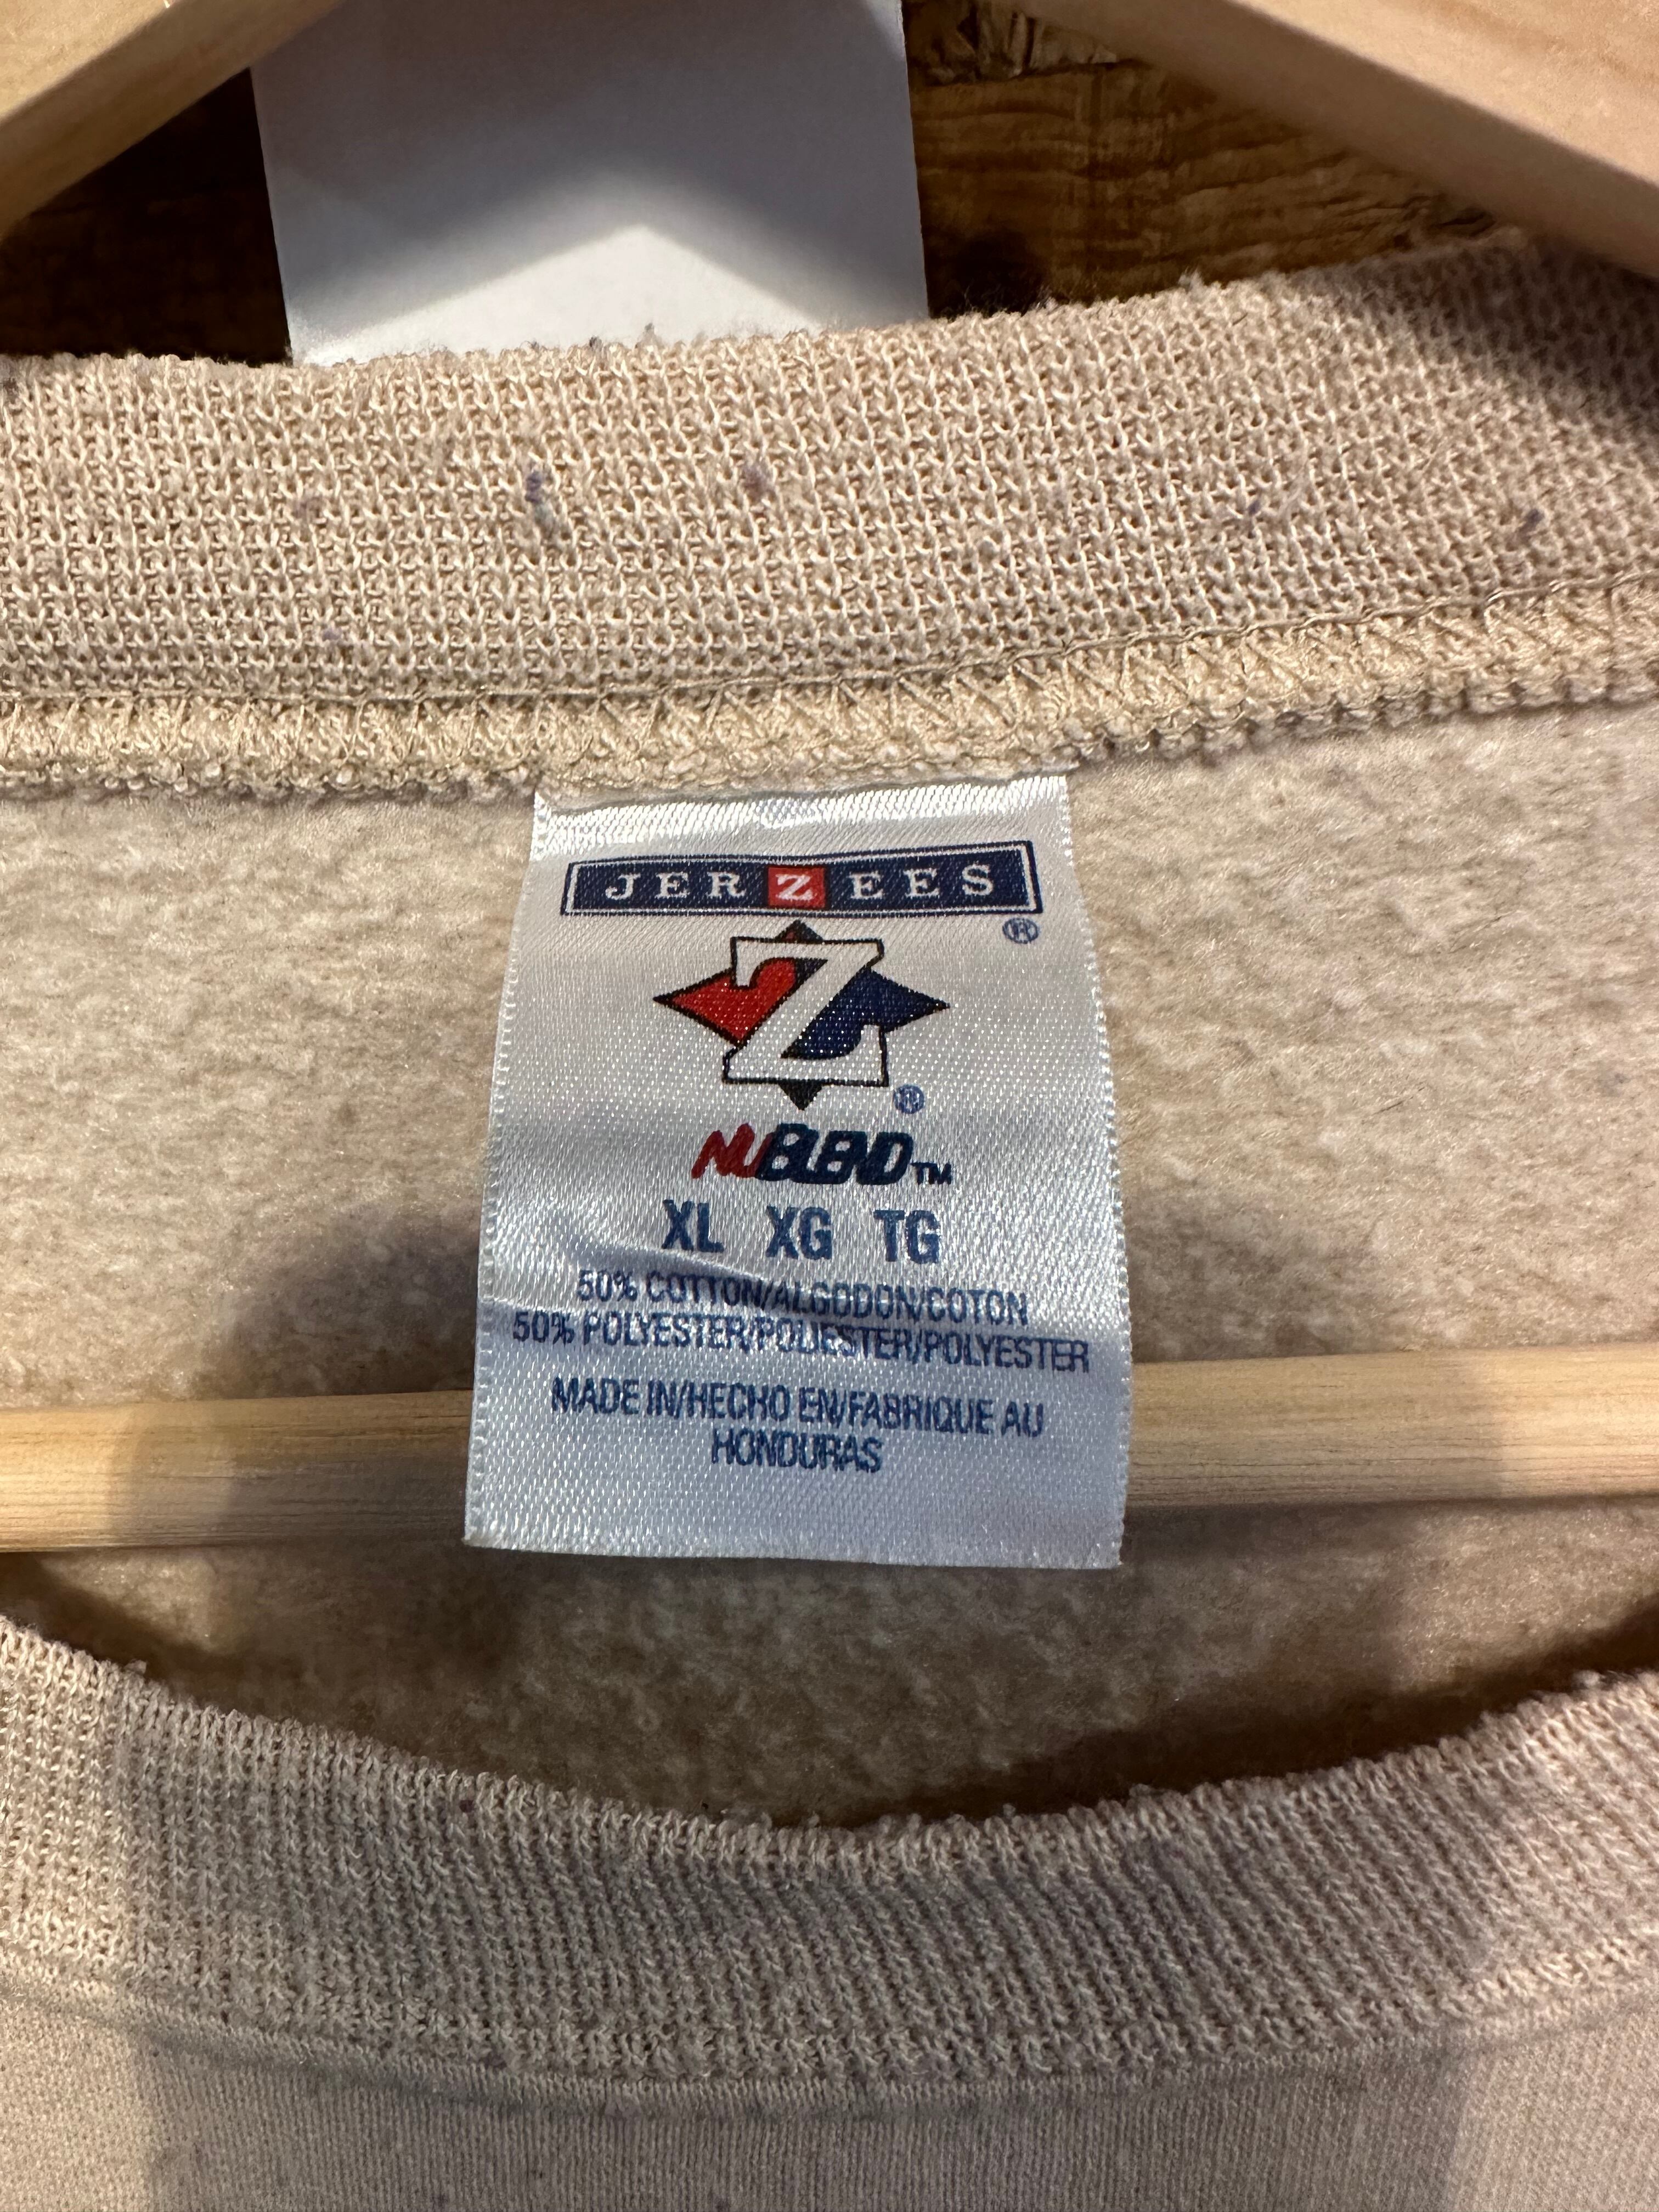 JERZEES
®
Z
®
NUBLEND™
XL XG TG
50% COTTON/ALGODON/COTON
50% POLYESTER/POLIESTER/POLYESTER
MADE IN/HECHO EN/FABRIQUE AU
HONDURAS